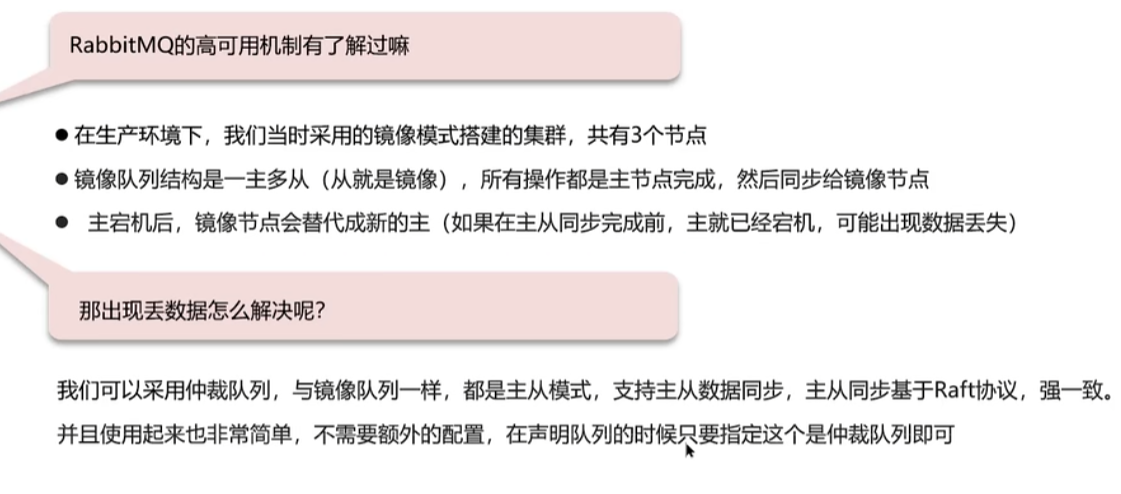 RabbitMQ的高可用机制有了解过嘛
● 在生产环境下，我们当时采用的镜像模式搭建的集群，共有3个节点
● 镜像队列结构是一主多从（从就是镜像），所有操作都是主节点完成，然后同步给镜像节点
● 主宕机后，镜像节点会替代成新的主（如果在主从同步完成前，主就已经宕机，可能出现数据丢失）
那出现丢数据怎么解决呢？
我们可以采用仲裁队列，与镜像队列一样，都是主从模式，支持主从数据同步，主从同步基于Raft协议，强一致。
并且使用起来也非常简单，不需要额外的配置，在声明队列的时候只要指定这个是仲裁队列即可